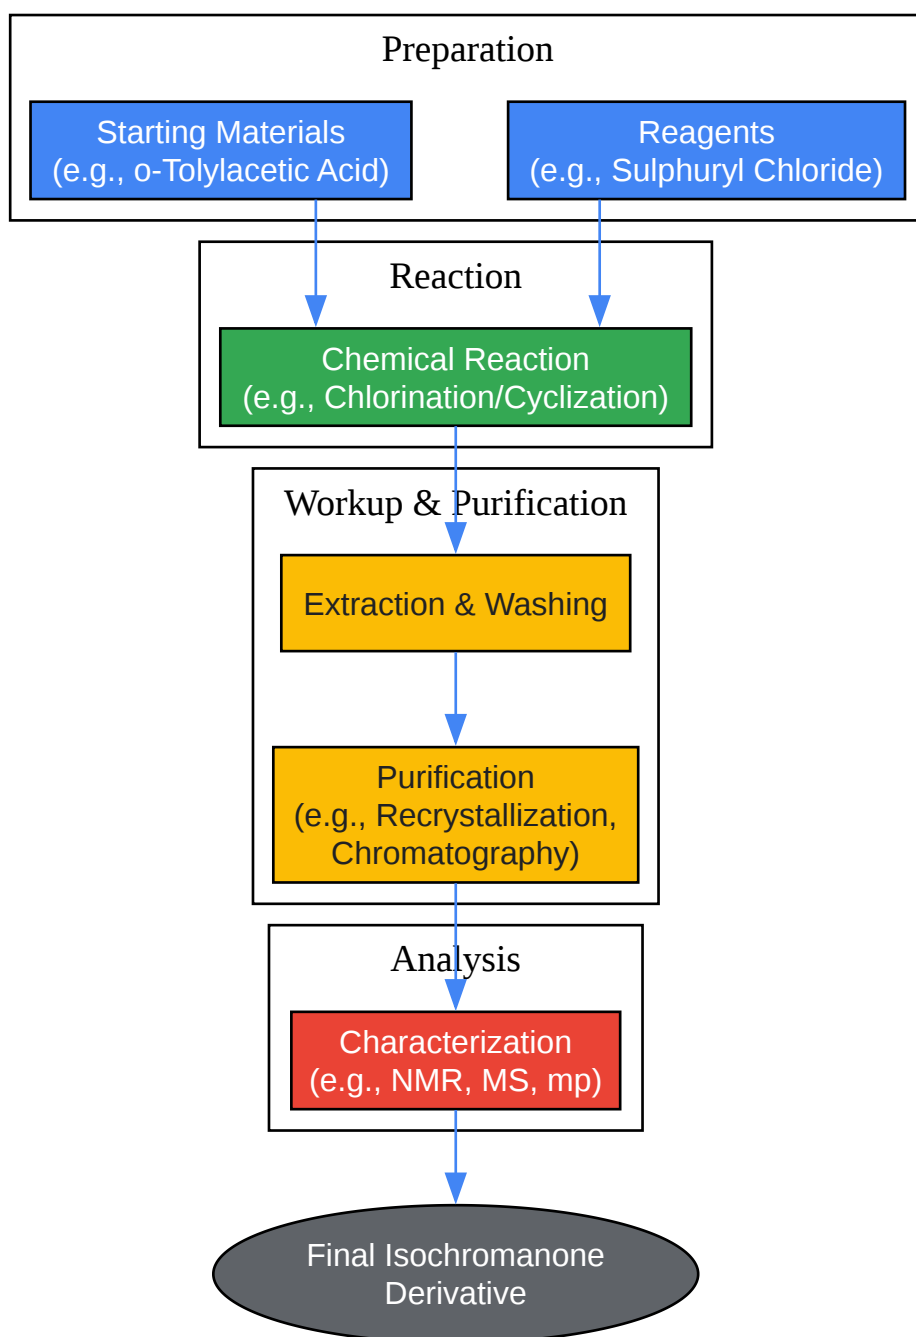 Preparation
Starting Materials
(e.g., o-Tolylacetic Acid)
Reagents
(e.g., Sulphuryl Chloride)
Reaction
Chemical Reaction
(e.g., Chlorination/Cyclization)
Workup & Purification
Extraction & Washing
Purification
(e.g., Recrystallization,
Chromatography)
Analysis
Characterization
(e.g., NMR, MS, mp)
Final Isochromanone
Derivative